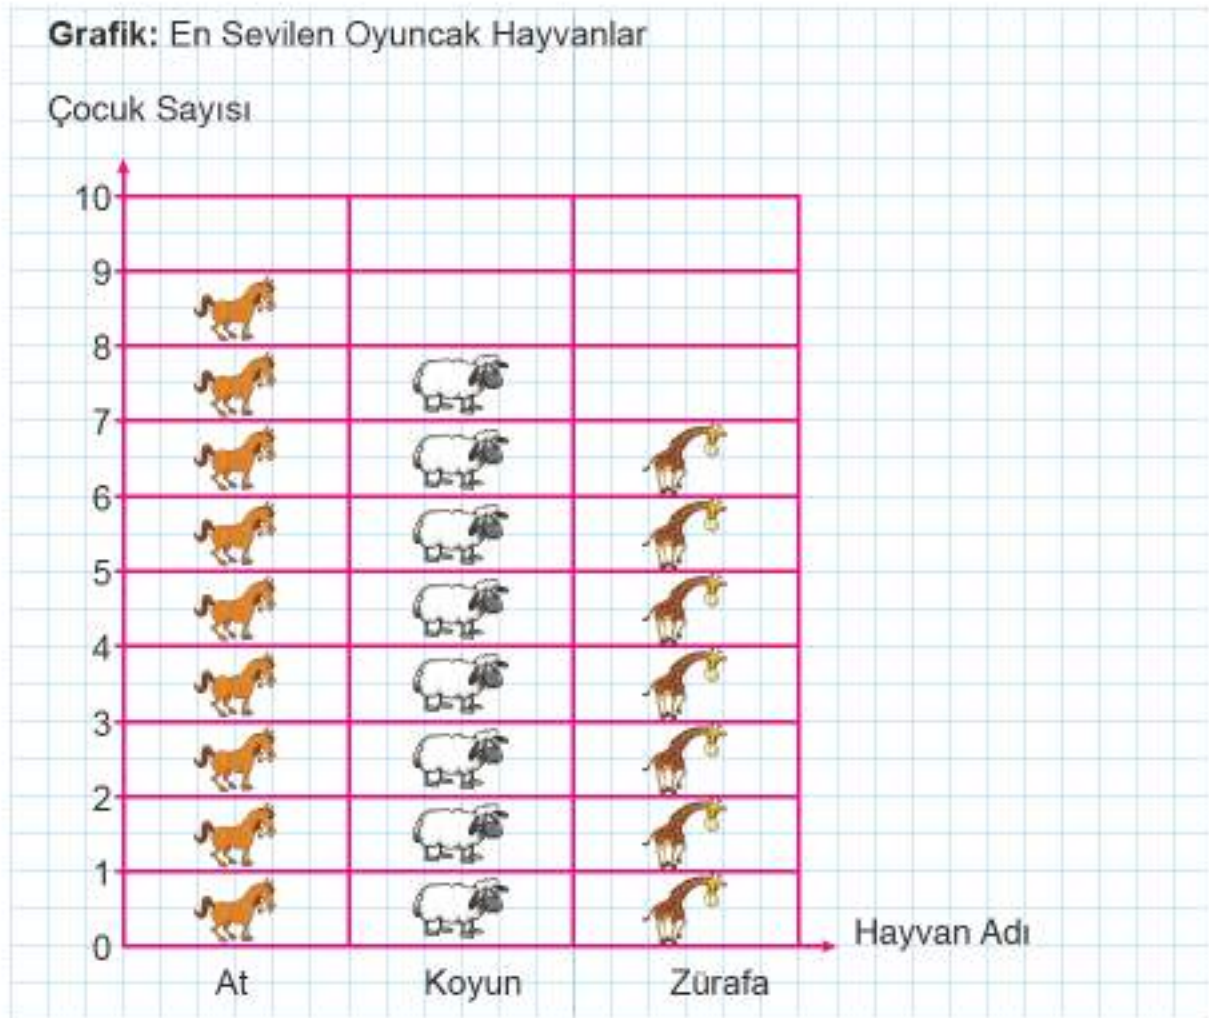 Grafik: En Sevilen Oyuncak Hayvanlar
Çocuk Sayısı
10
9
8
7
6
5
4
3
2
1
0
Hayvan Adı
At Koyun Zürafa